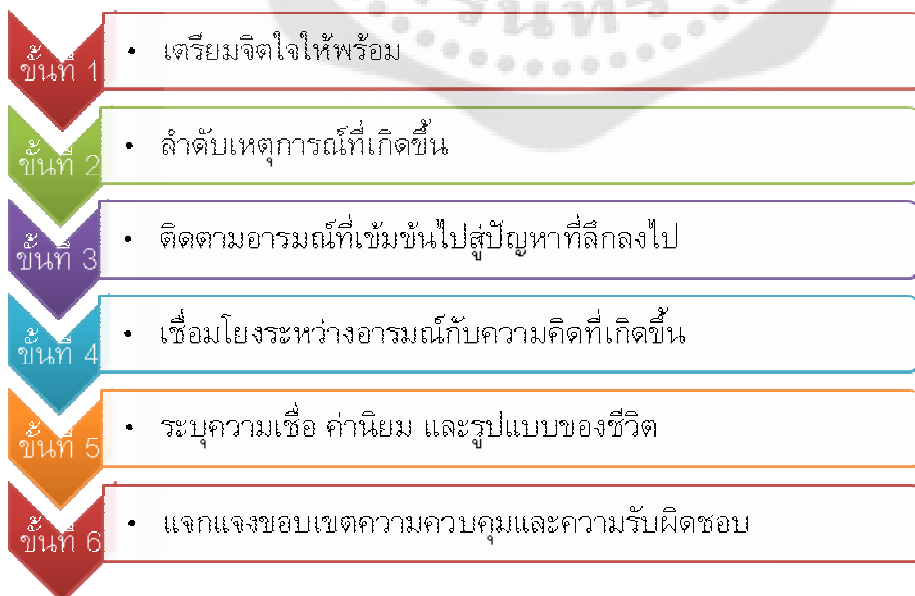 ขั้นที่ 1
• เตรียมจิตใจให้พร้อม
ขั้นที่ 2
• ลำดับเหตุการณ์ที่เกิดขึ้น
ขั้นที่ 3
• ติดตามอารมณ์ที่เข้มข้นไปสู่ปัญหาที่ลึกลงไป
ขั้นที่ 4
• เชื่อมโยงระหว่างอารมณ์กับความคิดที่เกิดขึ้น
ขั้นที่ 5
• ระบุความเชื่อ ค่านิยม และรูปแบบของชีวิต
ขั้นที่ 6
• แจกแจงขอบเขตความควบคุมและความรับผิดชอบ